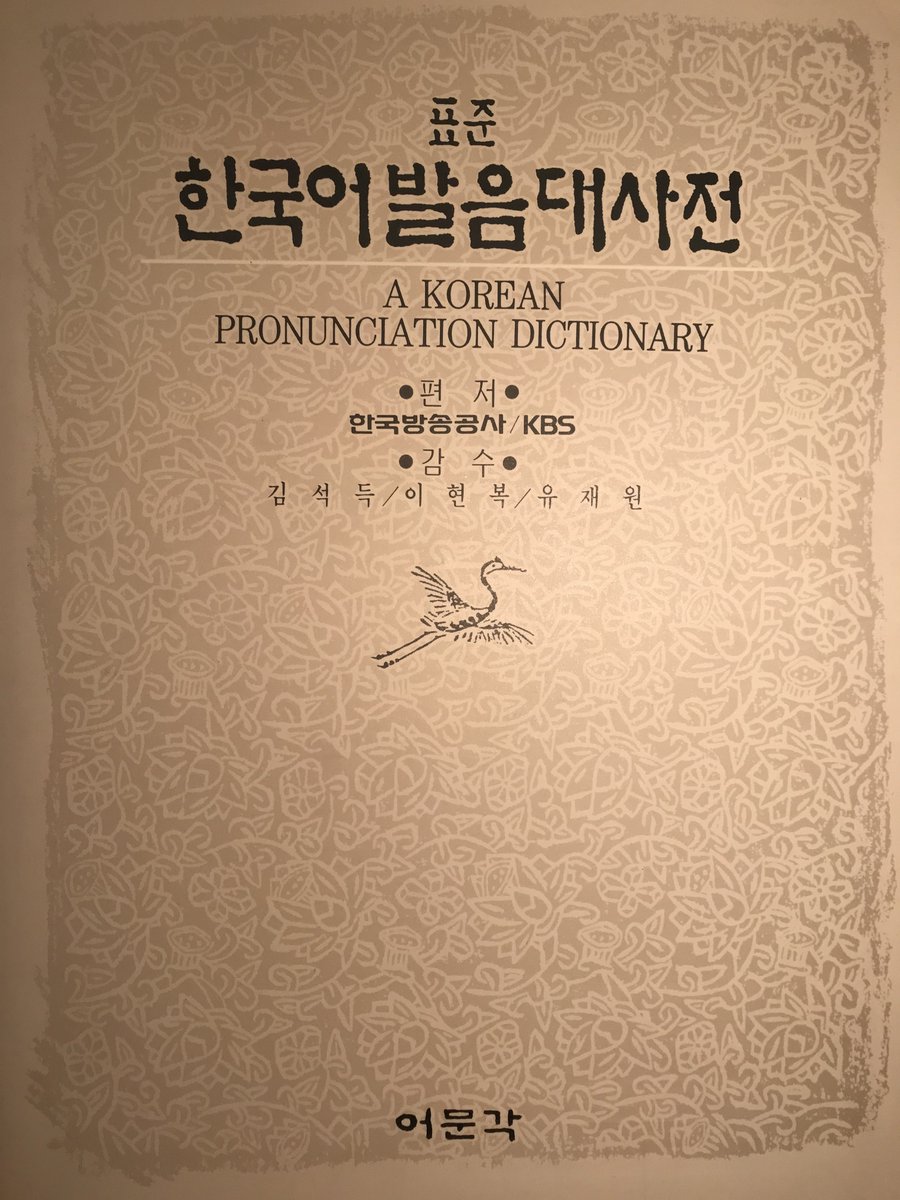 표준
한국어발음대사전
A KOREAN
PRONUNCIATION DICTIONARY
●편 저●
한국방송공사/KBS
●감 수●
김석득/이현복/유재원
어문각